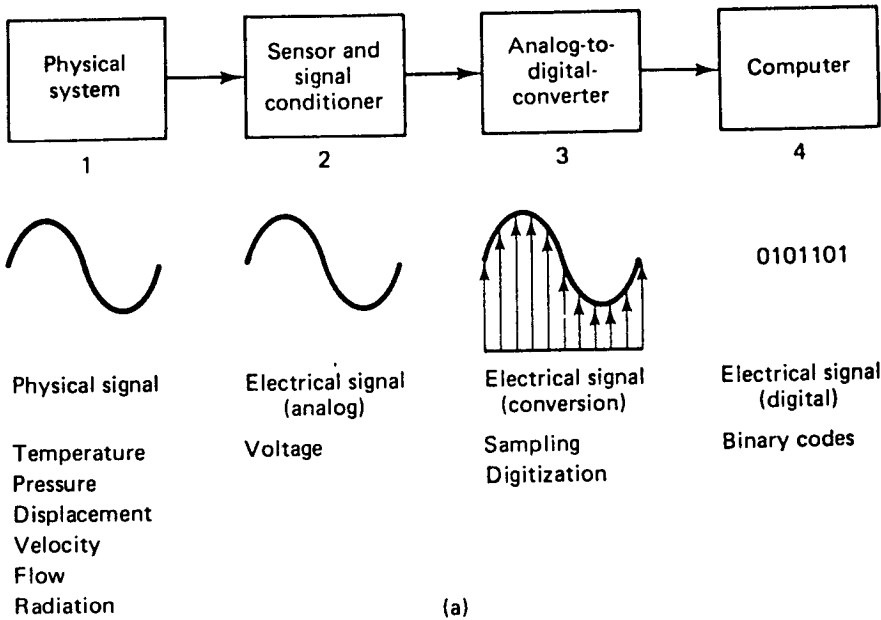 Physical
system
Sensor and
signal
conditioner
Analog-to-
digital-
converter
Computer
1
2
3
4
0101101
Physical signal
Electrical signal
(analog)
Electrical signal
(conversion)
Electrical signal
(digital)
Temperature
Pressure
Displacement
Velocity
Flow
Radiation
Voltage
Sampling
Digitization
Binary codes
(a)